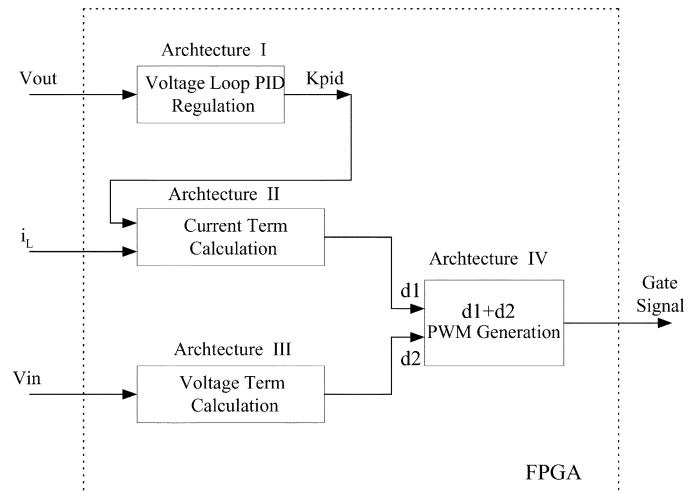 Archtecture I
Vout
Voltage Loop PID
Regulation
Kpid
Archtecture II
iL
Current Term
Calculation
Archtecture IV
d1
d1+d2
PWM Generation
Gate
Signal
Archtecture III
d2
Vin
Voltage Term
Calculation
FPGA